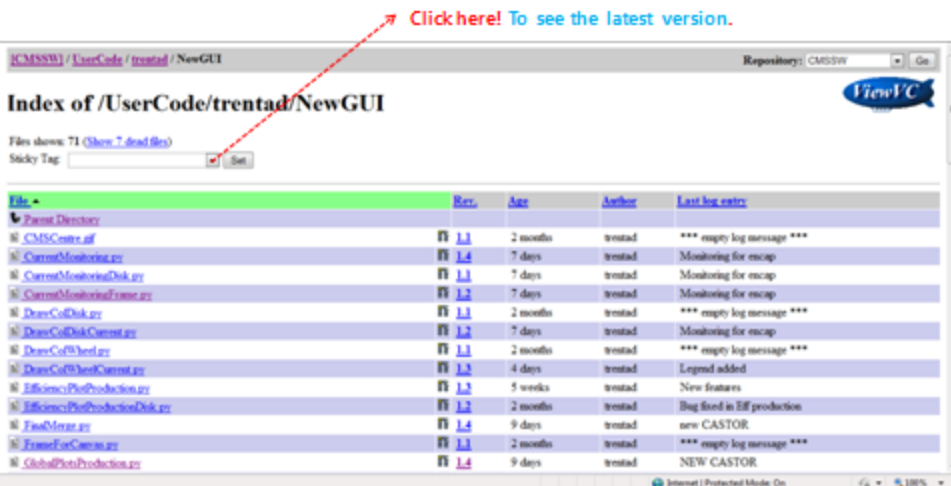 Click here! To see the latest version.
[CMSSW] / UserCode / trentad / NewGUI
Repository: CMSSW Go
Index of /UserCode/trentad/NewGUI
ViewVC
Files shown: 71 (Show 7 dead files)
Sticky Tag: Set
File Rev. Age Author Last log entry
Parent Directory
CMSCentre.gif 1.1 2 months trentad *** empty log message ***
CurrentMonitoring.py 1.4 7 days trentad Monitoring for encap
CurrentMonitoringDisk.py 1.1 7 days trentad Monitoring for encap
CurrentMonitoringFrame.py 1.2 7 days trentad Monitoring for encap
DrawColDisk.py 1.1 2 months trentad *** empty log message ***
DrawColDiskCurrent.py 1.2 7 days trentad Monitoring for encap
DrawColWheel.py 1.1 2 months trentad *** empty log message ***
DrawColWheelCurrent.py 1.3 4 days trentad Legend added
EfficiencyPlotProduction.py 1.3 5 weeks trentad New features
EfficiencyPlotProductionDisk.py 1.2 2 months trentad Bug fixed in Eff production
FinalMerge.py 1.4 9 days trentad new CASTOR
FrameForCanvas.py 1.1 2 months trentad *** empty log message ***
GlobalPlotsProduction.py 1.4 9 days trentad NEW CASTOR
Internet | Protected Mode: On 100%